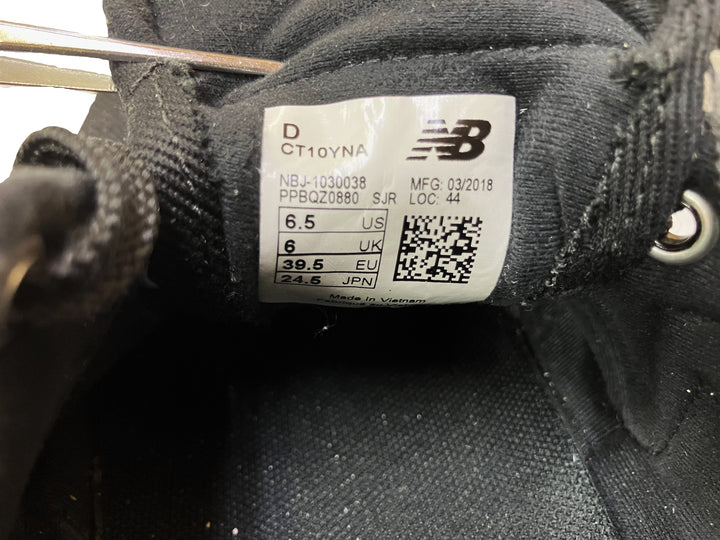 D
CT10YNA
NB
NBJ-1030038 MFG: 03/2018
PPBQZ0880 SJR LOC: 44
6.5 US
6 UK
39.5 EU
24.5 JPN
Made in Vietnam